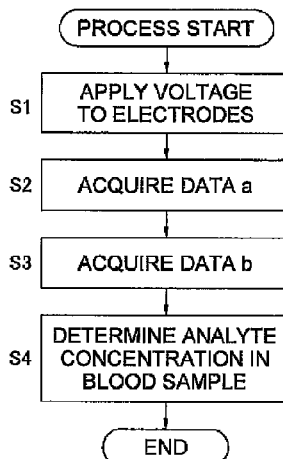 PROCESS START
S1
APPLY VOLTAGE
TO ELECTRODES
S2
ACQUIRE DATA a
S3
ACQUIRE DATA b
S4
DETERMINE ANALYTE
CONCENTRATION IN
BLOOD SAMPLE
END